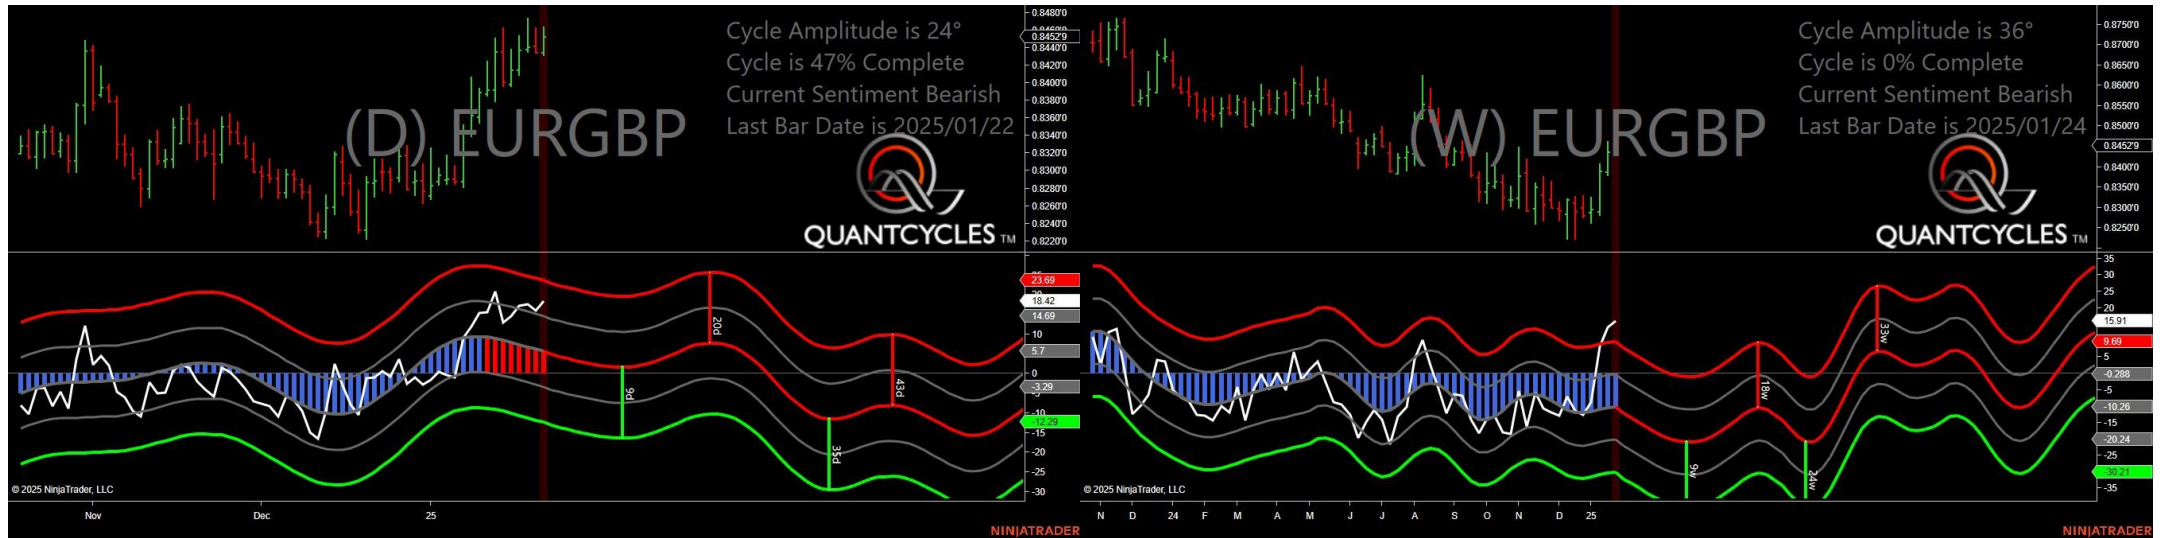 Cycle Amplitude is 24°
Cycle is 47% Complete
Current Sentiment Bearish
Last Bar Date is 2025/01/22
(D) EURGBP
QUANTCYCLES TM
0.8480'0
0.8452'9
0.8440'0
0.8420'0
0.8400'0
0.8380'0
0.8360'0
0.8340'0
0.8320'0
0.8300'0
0.8280'0
0.8260'0
0.8240'0
0.8220'0
23.69
18.42
14.69
10
5.7
0
-3.29
-12.29
-15
-20
-25
-30
9d
20d
35d
43d
© 2025 NinjaTrader, LLC
Nov
Dec
25
NINJATRADER
Cycle Amplitude is 36°
Cycle is 0% Complete
Current Sentiment Bearish
Last Bar Date is 2025/01/24
(W) EURGBP
QUANTCYCLES TM
0.8750'0
0.8700'0
0.8650'0
0.8600'0
0.8550'0
0.8500'0
0.8452'9
0.8400'0
0.8350'0
0.8300'0
0.8250'0
35
30
25
20
15.91
9.69
5
-0.288
-5
-10.26
-15
-20.24
-25
-30.21
-35
9w
18w
24w
33w
© 2025 NinjaTrader, LLC
N D 24 F M A M J J A S O N D 25
NINJATRADER